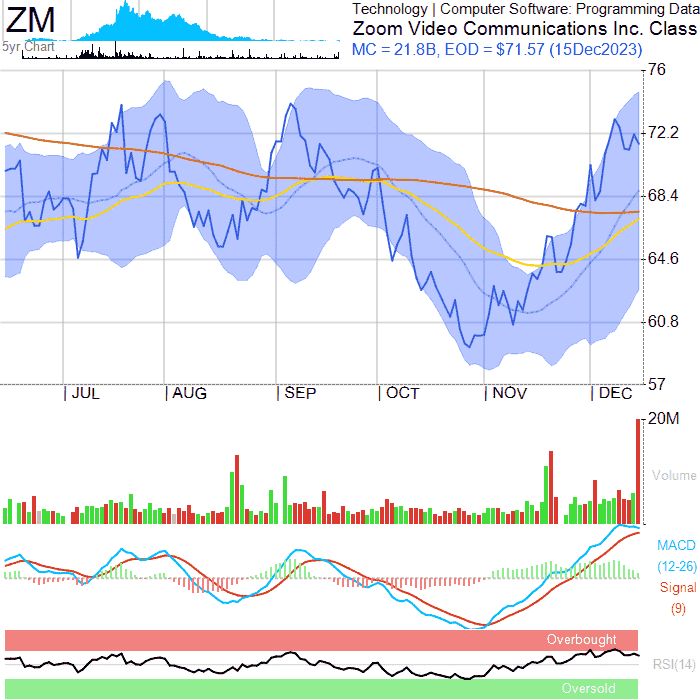 ZM
5yr Chart
Technology | Computer Software: Programming Data
Zoom Video Communications Inc. Class
MC = 21.8B, EOD = $71.57 (15Dec2023)
76
72.2
68.4
64.6
60.8
57
JUL
AUG
SEP
OCT
NOV
DEC
20M
Volume
MACD
(12-26)
Signal
(9)
Overbought
RSI(14)
Oversold